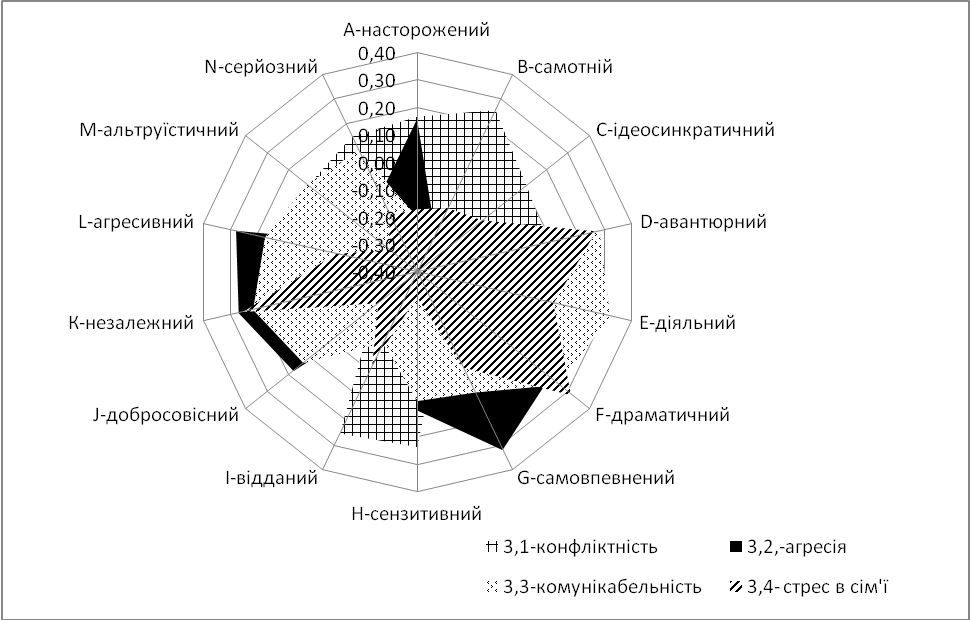 А-насторожений
N-серйозний
В-самотній
М-альтруїстичний
С-ідеосинкратичний
L-агресивний
D-авантюрний
К-незалежний
Е-діяльний
J-добросовісний
F-драматичний
І-відданий
G-самовпевнений
Н-сензитивний
0,40
0,30
0,20
0,10
0,00
-0,10
-0,20
-0,30
-0,40
3,1-конфліктність
3,2,-агресія
3,3-комунікабельність
3,4- стрес в сім'ї